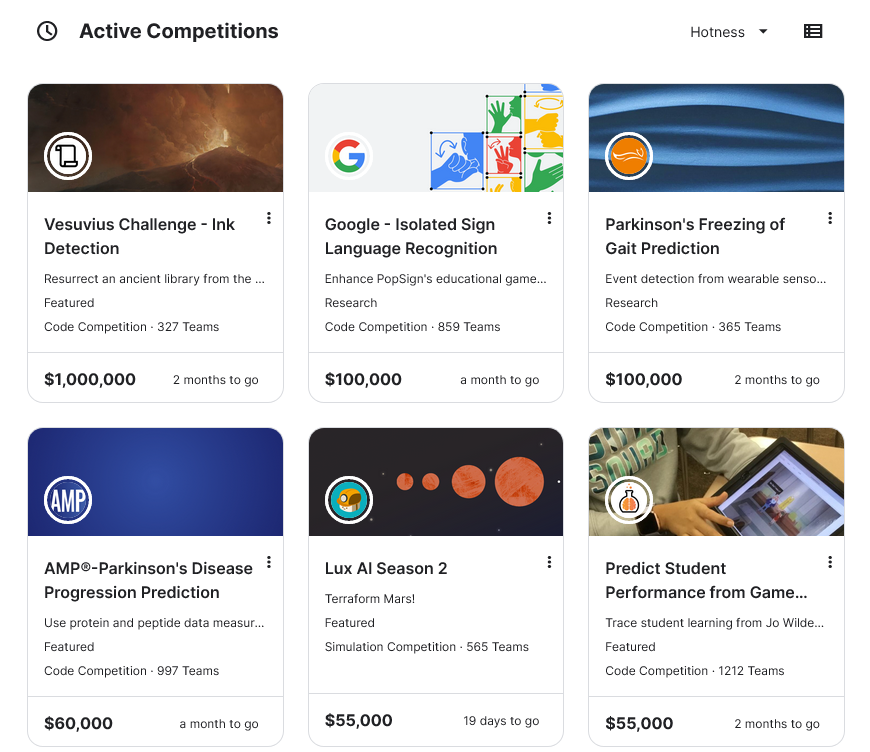 Active Competitions
Hotness
Vesuvius Challenge - Ink
Detection
Resurrect an ancient library from the ...
Featured
Code Competition · 327 Teams
$1,000,000
2 months to go
Google - Isolated Sign
Language Recognition
Enhance PopSign's educational game...
Research
Code Competition · 859 Teams
$100,000
a month to go
Parkinson's Freezing of
Gait Prediction
Event detection from wearable senso...
Research
Code Competition · 365 Teams
$100,000
2 months to go
AMP
AMP®-Parkinson's Disease
Progression Prediction
Use protein and peptide data measur...
Featured
Code Competition · 997 Teams
$60,000
a month to go
Lux AI Season 2
Terraform Mars!
Featured
Simulation Competition · 565 Teams
$55,000
19 days to go
Predict Student
Performance from Game...
Trace student learning from Jo Wilde...
Featured
Code Competition · 1212 Teams
$55,000
2 months to go